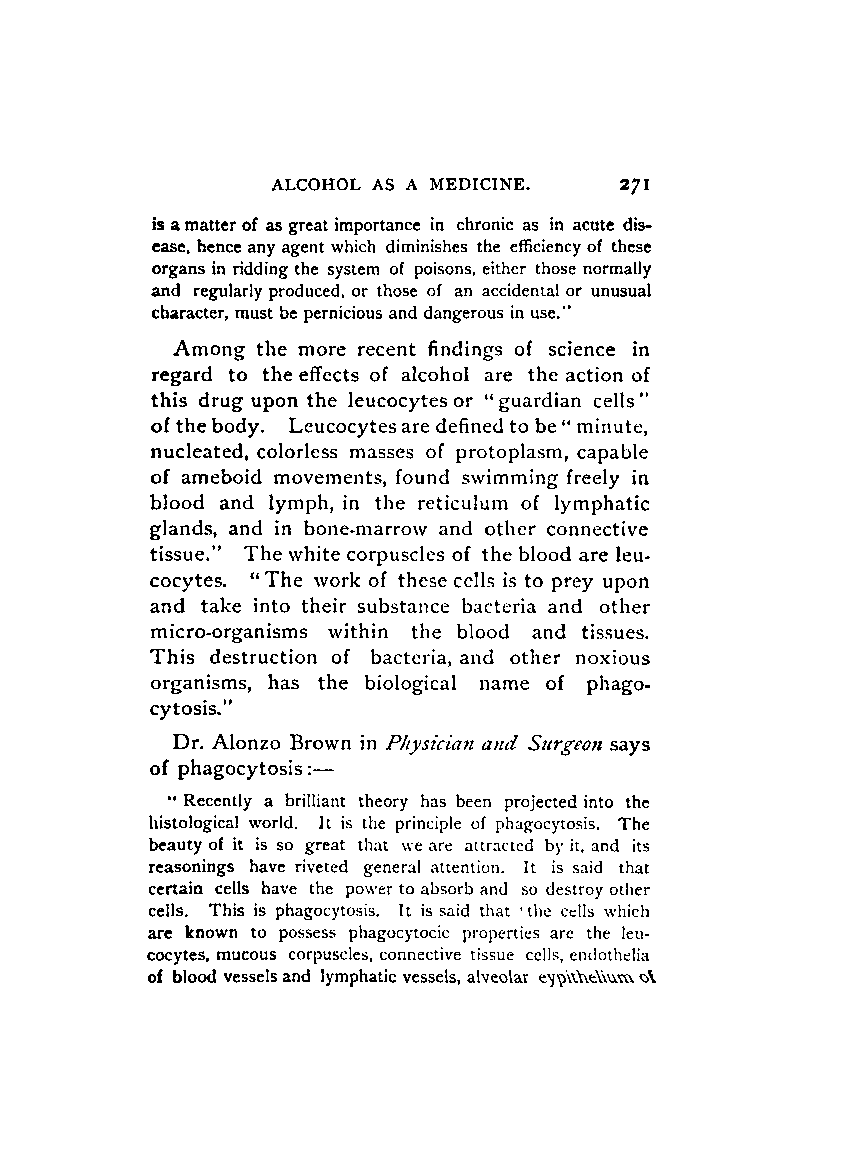 ALCOHOL AS A MEDICINE. 271
is a matter of as great importance in chronic as in acute dis-
ease, hence any agent which diminishes the efficiency of these
organs in ridding the system of poisons, either those normally
and regularly produced, or those of an accidental or unusual
character, must be pernicious and dangerous in use."
Among the more recent findings of science in
regard to the effects of alcohol are the action of
this drug upon the leucocytes or "guardian cells"
of the body. Leucocytes are defined to be "minute,
nucleated, colorless masses of protoplasm, capable
of ameboid movements, found swimming freely in
blood and lymph, in the reticulum of lymphatic
glands, and in bone-marrow and other connective
tissue." The white corpuscles of the blood are leu-
cocytes. "The work of these cells is to prey upon
and take into their substance bacteria and other
micro-organisms within the blood and tissues.
This destruction of bacteria, and other noxious
organisms, has the biological name of phago-
cytosis."
Dr. Alonzo Brown in Physician and Surgeon says
of phagocytosis:—
"Recently a brilliant theory has been projected into the
histological world. It is the principle of phagocytosis. The
beauty of it is so great that we are attracted by it, and its
reasonings have riveted general attention. It is said that
certain cells have the power to absorb and so destroy other
cells. This is phagocytosis. It is said that 'the cells which
are known to possess phagocytocic properties are the leu-
cocytes, mucous corpuscles, connective tissue cells, endothelia
of blood vessels and lymphatic vessels, alveolar eypithelium of